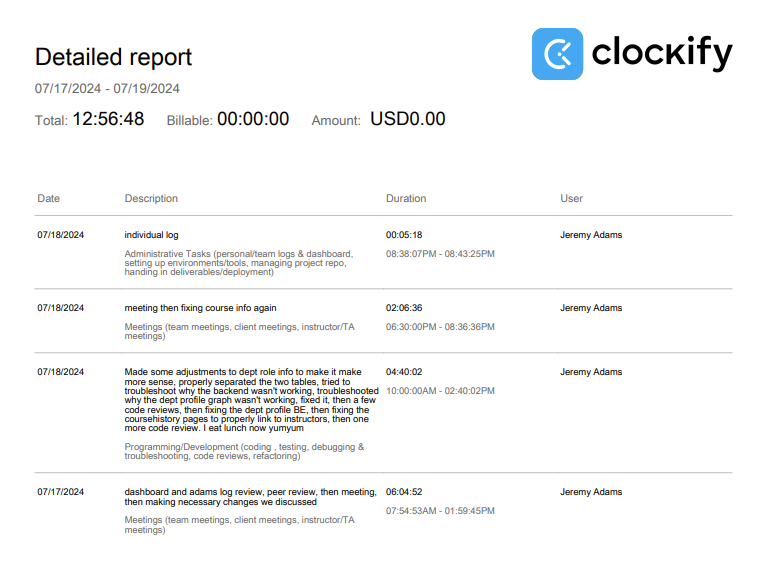 Detailed report
clockify
07/17/2024 - 07/19/2024
Total: 12:56:48 Billable: 00:00:00 Amount: USD0.00
Date Description Duration User
07/18/2024 individual log 00:05:18 Jeremy Adams
Administrative Tasks (personal/team logs & dashboard, 08:38:07PM - 08:43:25PM
setting up environments/tools, managing project repo,
handing in deliverables/deployment)
07/18/2024 meeting then fixing course info again 02:06:36 Jeremy Adams
Meetings (team meetings, client meetings, instructor/TA 06:30:00PM - 08:36:36PM
meetings)
07/18/2024 Made some adjustments to dept role info to make it make 04:40:02 Jeremy Adams
more sense, properly separated the two tables, tried to
troubleshoot why the backend wasn't working, troubleshooted
why the dept profile graph wasn't working, fixed it, then a few 10:00:00AM - 02:40:02PM
code reviews, then fixing the dept profile BE, then fixing the
coursehistory pages to properly link to instructors, then one
more code review. I eat lunch now yumyum
Programming/Development (coding , testing, debugging &
troubleshooting, code reviews, refactoring)
07/17/2024 dashboard and adams log review, peer review, then meeting, 06:04:52 Jeremy Adams
then making necessary changes we discussed
07:54:53AM - 01:59:45PM
Meetings (team meetings, client meetings, instructor/TA
meetings)